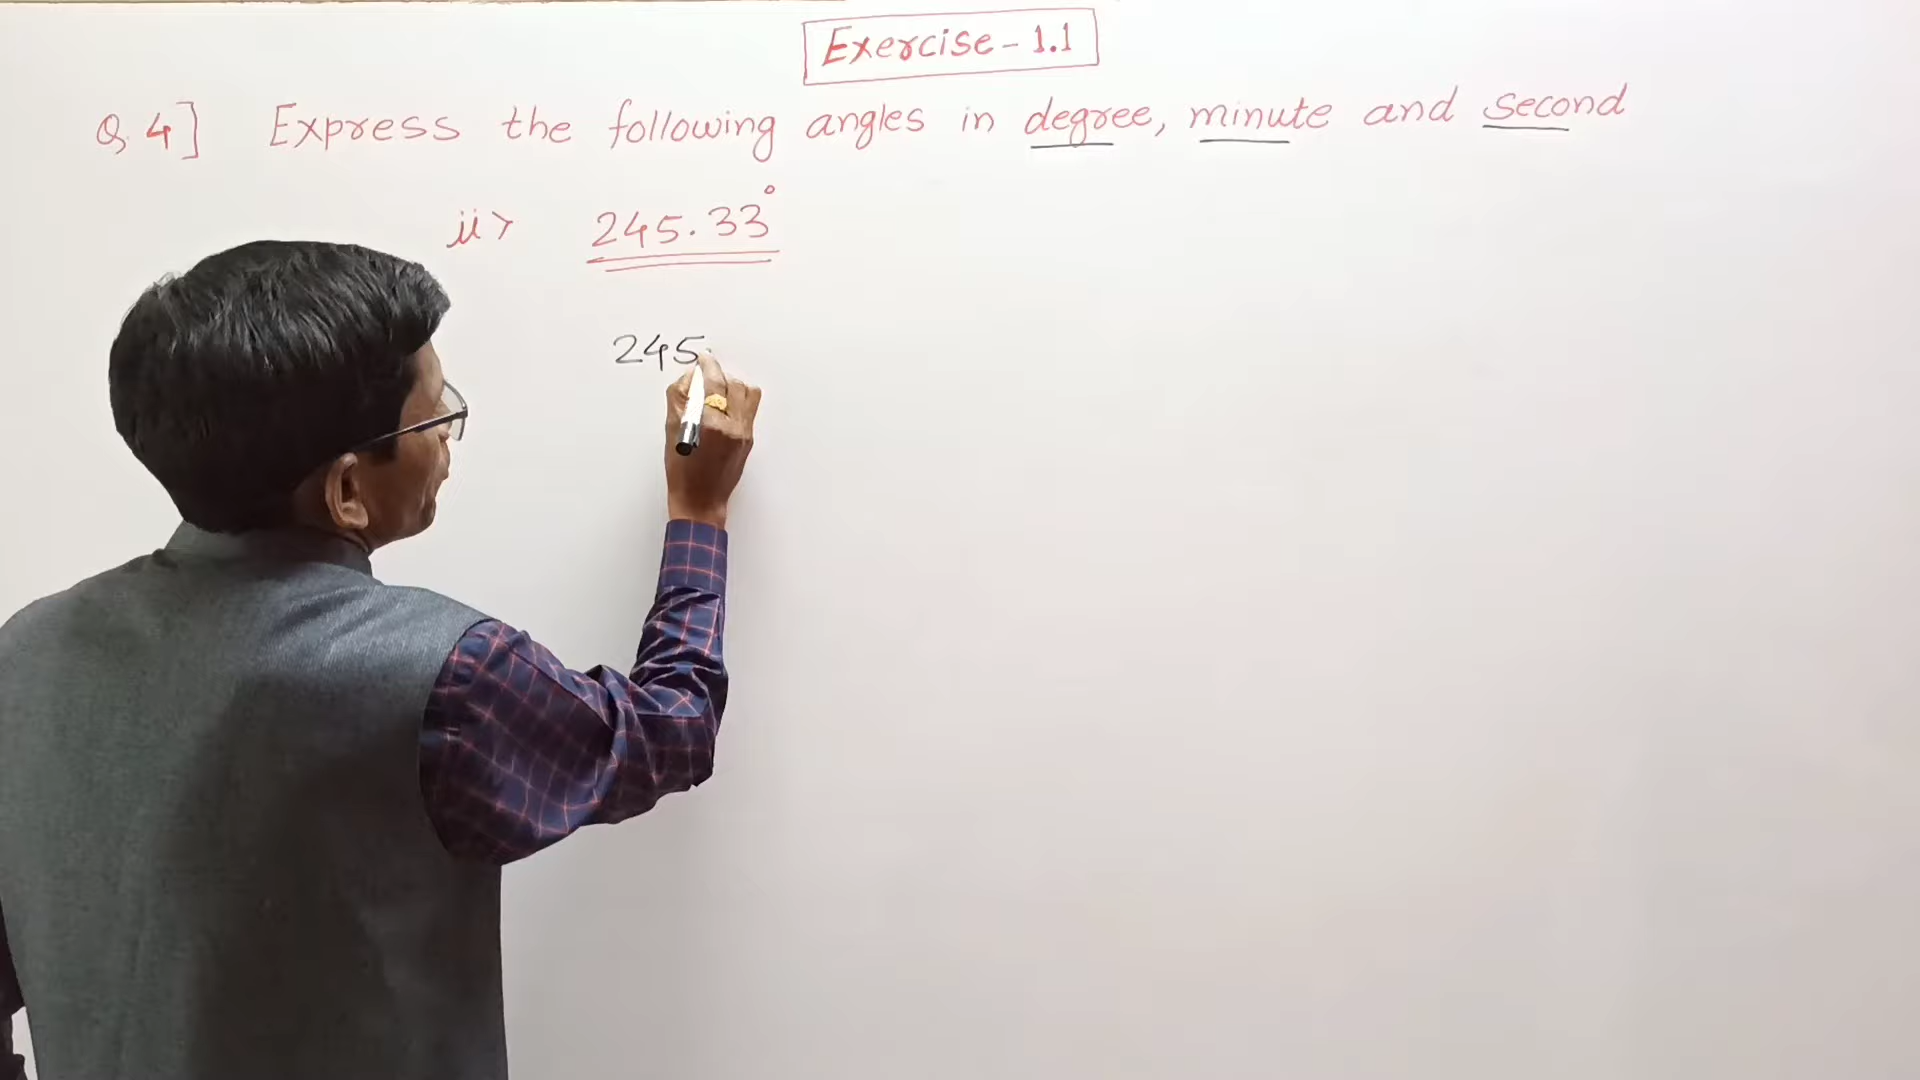 Exercise - 1.1
Q. 4] Express the following angles in degree, minute and second
ii> 245.33°
245.